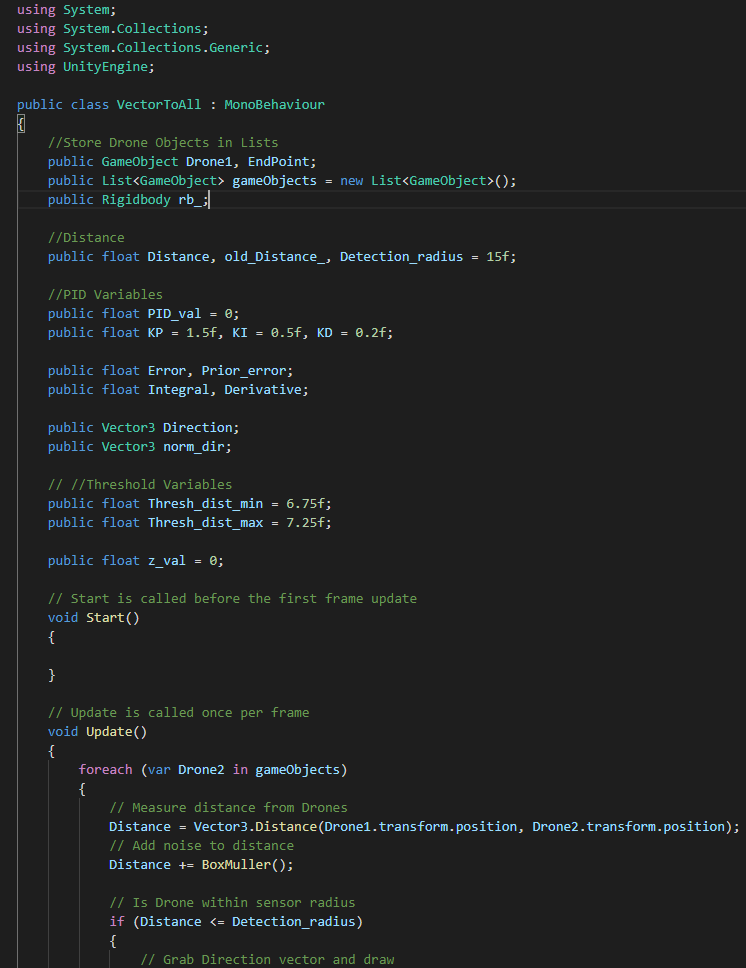 using System;
using System.Collections;
using System.Collections.Generic;
using UnityEngine;

public class VectorToAll : MonoBehaviour
{
    //Store Drone Objects in Lists
    public GameObject Drone1, EndPoint;
    public List<GameObject> gameObjects = new List<GameObject>();
    public Rigidbody rb_;

    //Distance
    public float Distance, old_Distance_, Detection_radius = 15f;

    //PID Variables
    public float PID_val = 0;
    public float KP = 1.5f, KI = 0.5f, KD = 0.2f;

    public float Error, Prior_error;
    public float Integral, Derivative;

    public Vector3 Direction;
    public Vector3 norm_dir;

    // //Threshold Variables
    public float Thresh_dist_min = 6.75f;
    public float Thresh_dist_max = 7.25f;

    public float z_val = 0;

    // Start is called before the first frame update
    void Start()
    {

    }

    // Update is called once per frame
    void Update()
    {
        foreach (var Drone2 in gameObjects)
        {
            // Measure distance from Drones
            Distance = Vector3.Distance(Drone1.transform.position, Drone2.transform.position);
            // Add noise to distance
            Distance += BoxMuller();

            // Is Drone within sensor radius
            if (Distance <= Detection_radius)
            {
                // Grab Direction vector and draw